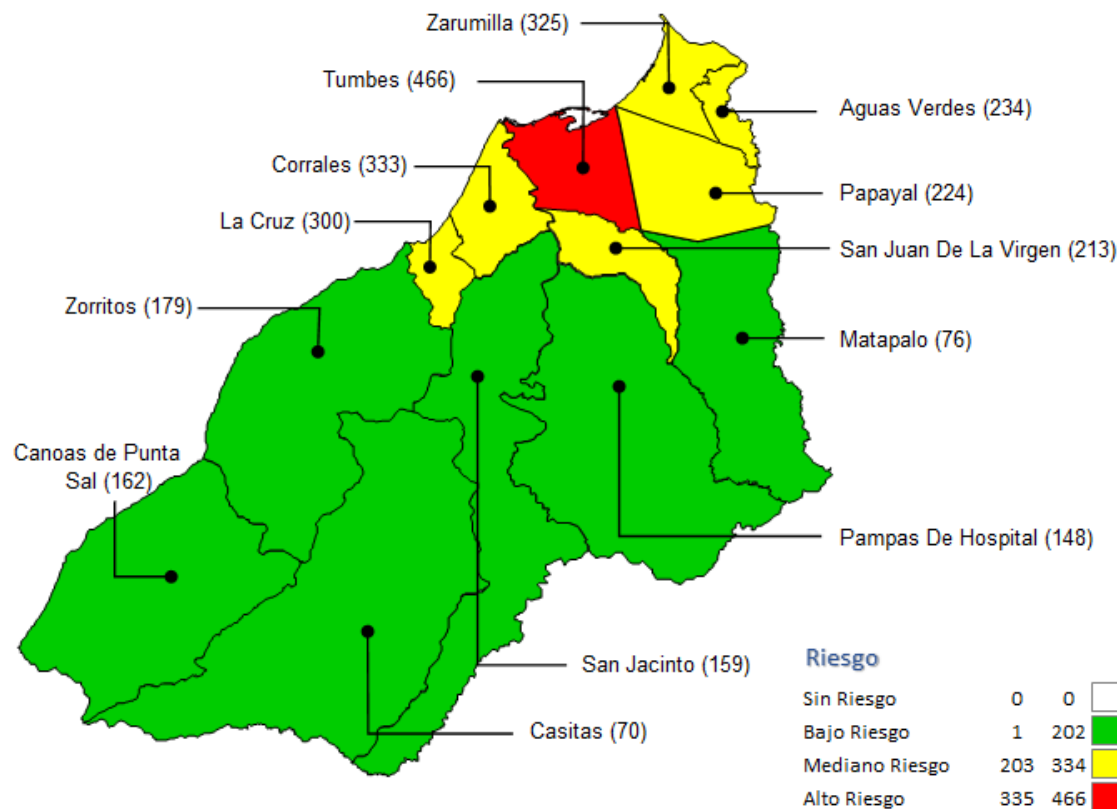 Zarumilla (325)
Tumbes (466)
Aguas Verdes (234)
Corrales (333)
Papayal (224)
La Cruz (300)
San Juan De La Virgen (213)
Zorritos (179)
Matapalo (76)
Canoas de Punta
Sal (162)
Pampas De Hospital (148)
San Jacinto (159)
Casitas (70)
Riesgo
Sin Riesgo 0 0
Bajo Riesgo 1 202
Mediano Riesgo 203 334
Alto Riesgo 335 466